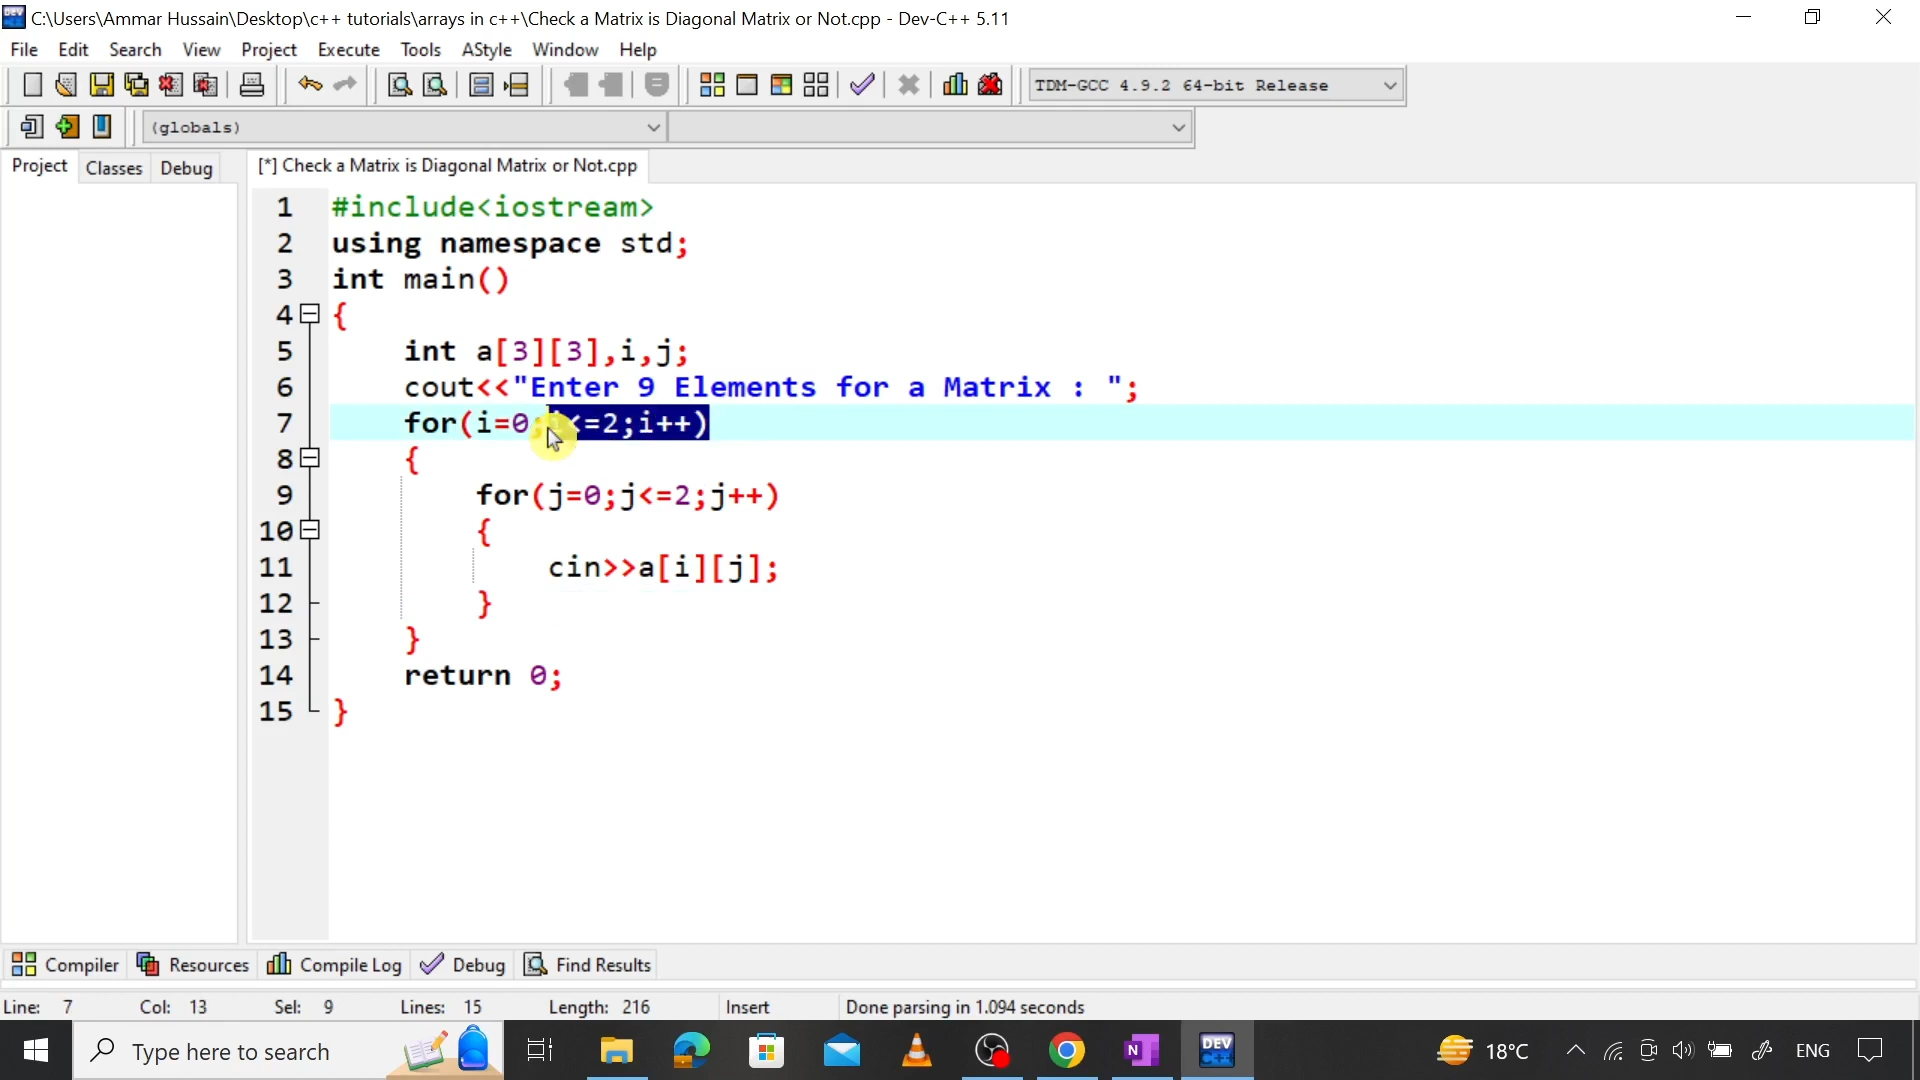 C:\Users\Ammar Hussain\Desktop\c++ tutorials\arrays in c++\Check a Matrix is Diagonal Matrix or Not.cpp - Dev-C++ 5.11
File Edit Search View Project Execute Tools AStyle Window Help
TDM-GCC 4.9.2 64-bit Release
(globals)
Project Classes Debug
[*] Check a Matrix is Diagonal Matrix or Not.cpp
1 #include<iostream>
2 using namespace std;
3 int main()
4 {
5 int a[3][3],i,j;
6 cout<<"Enter 9 Elements for a Matrix : ";
7 for(i=0;i<=2;i++)
8 {
9 for(j=0;j<=2;j++)
10 {
11 cin>>a[i][j];
12 }
13 }
14 return 0;
15 }
Compiler Resources Compile Log Debug Find Results
Line: 7 Col: 13 Sel: 9 Lines: 15 Length: 216 Insert Done parsing in 1.094 seconds
Type here to search
N
DEV C++
18°C
ENG